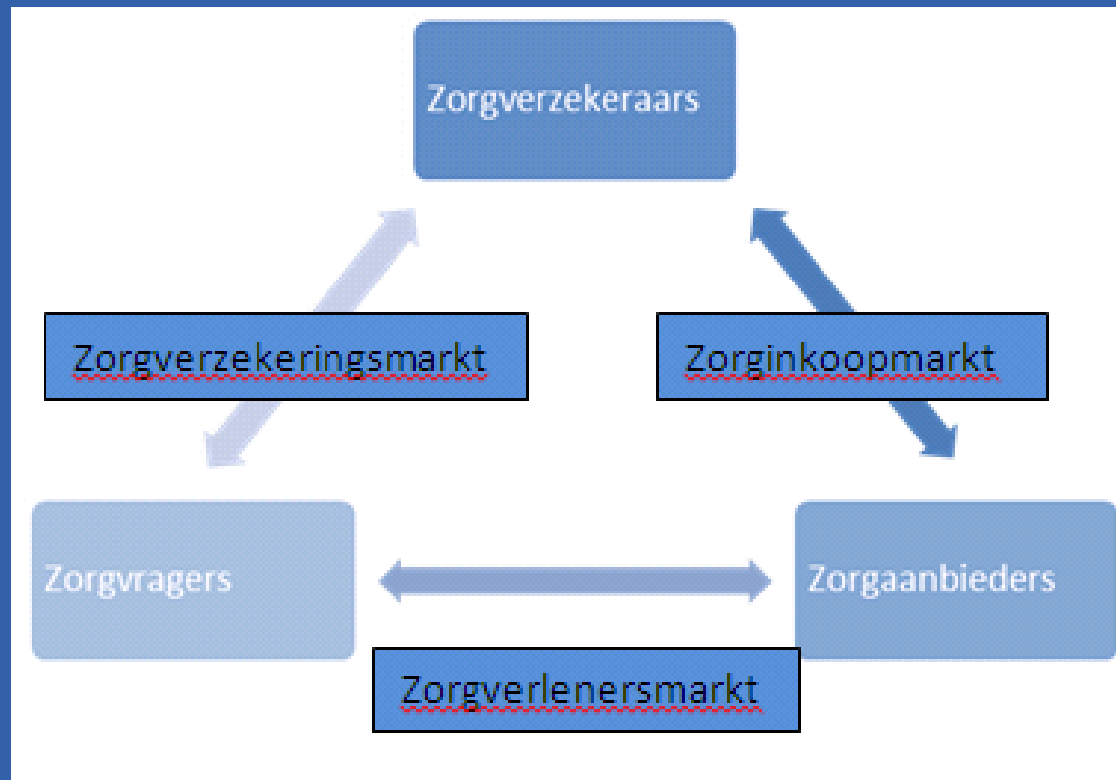 Zorgverzekeraars
Zorgverzekeringsmarkt
Zorginkoopmarkt
Zorgvragers
Zorgaanbieders
Zorgverlenersmarkt